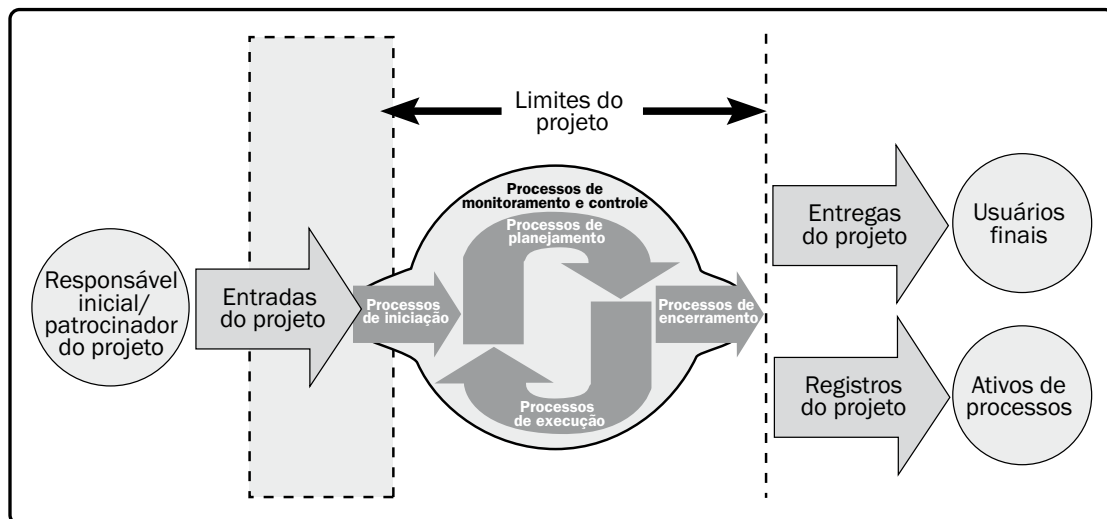 Limites do
projeto
Processos de
monitoramento e controle
Processos de
planejamento
Responsável
inicial/
patrocinador
do projeto
Entradas
do projeto
Processos
de iniciação
Processos de
encerramento
Processos
de execução
Entregas
do projeto
Usuários
finais
Registros
do projeto
Ativos de
processos